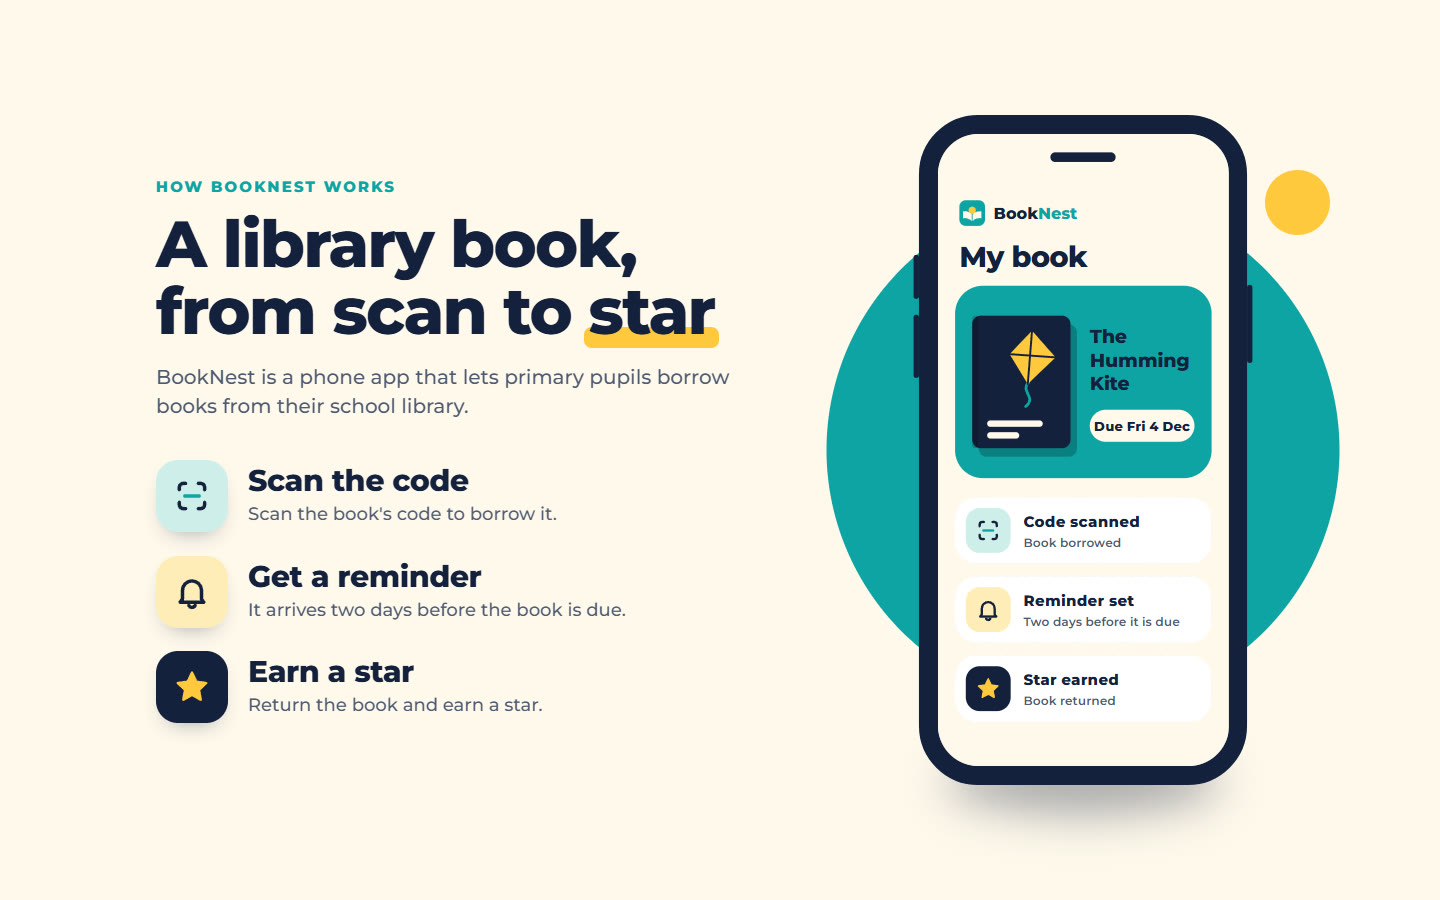 HOW BOOKNEST WORKS
A library book,
from scan to star
BookNest is a phone app that lets primary pupils borrow
books from their school library.
Scan the code
Scan the book's code to borrow it.
Get a reminder
It arrives two days before the book is due.
Earn a star
Return the book and earn a star.
BookNest
My book
The
Humming
Kite
Due Fri 4 Dec
Code scanned
Book borrowed
Reminder set
Two days before it is due
Star earned
Book returned